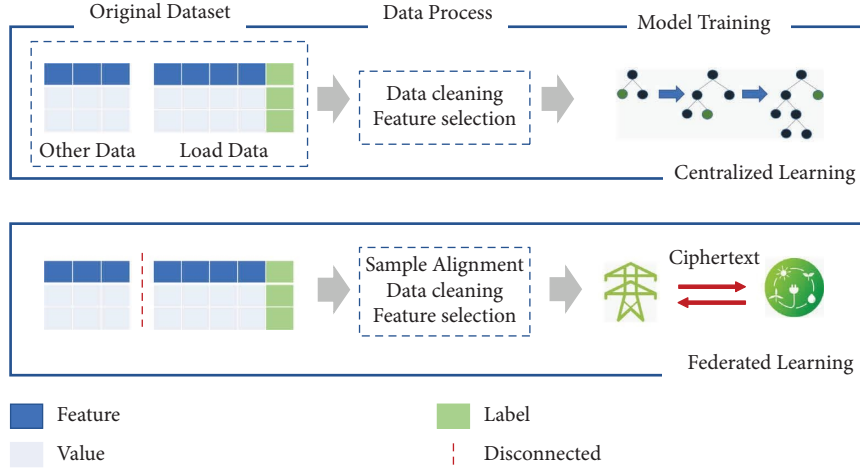 Original Dataset
Data Process
Model Training
Data cleaning
Feature selection
Other Data
Load Data
Centralized Learning
Sample Alignment
Data cleaning
Feature selection
Ciphertext
Federated Learning
Feature
Label
Value
Disconnected